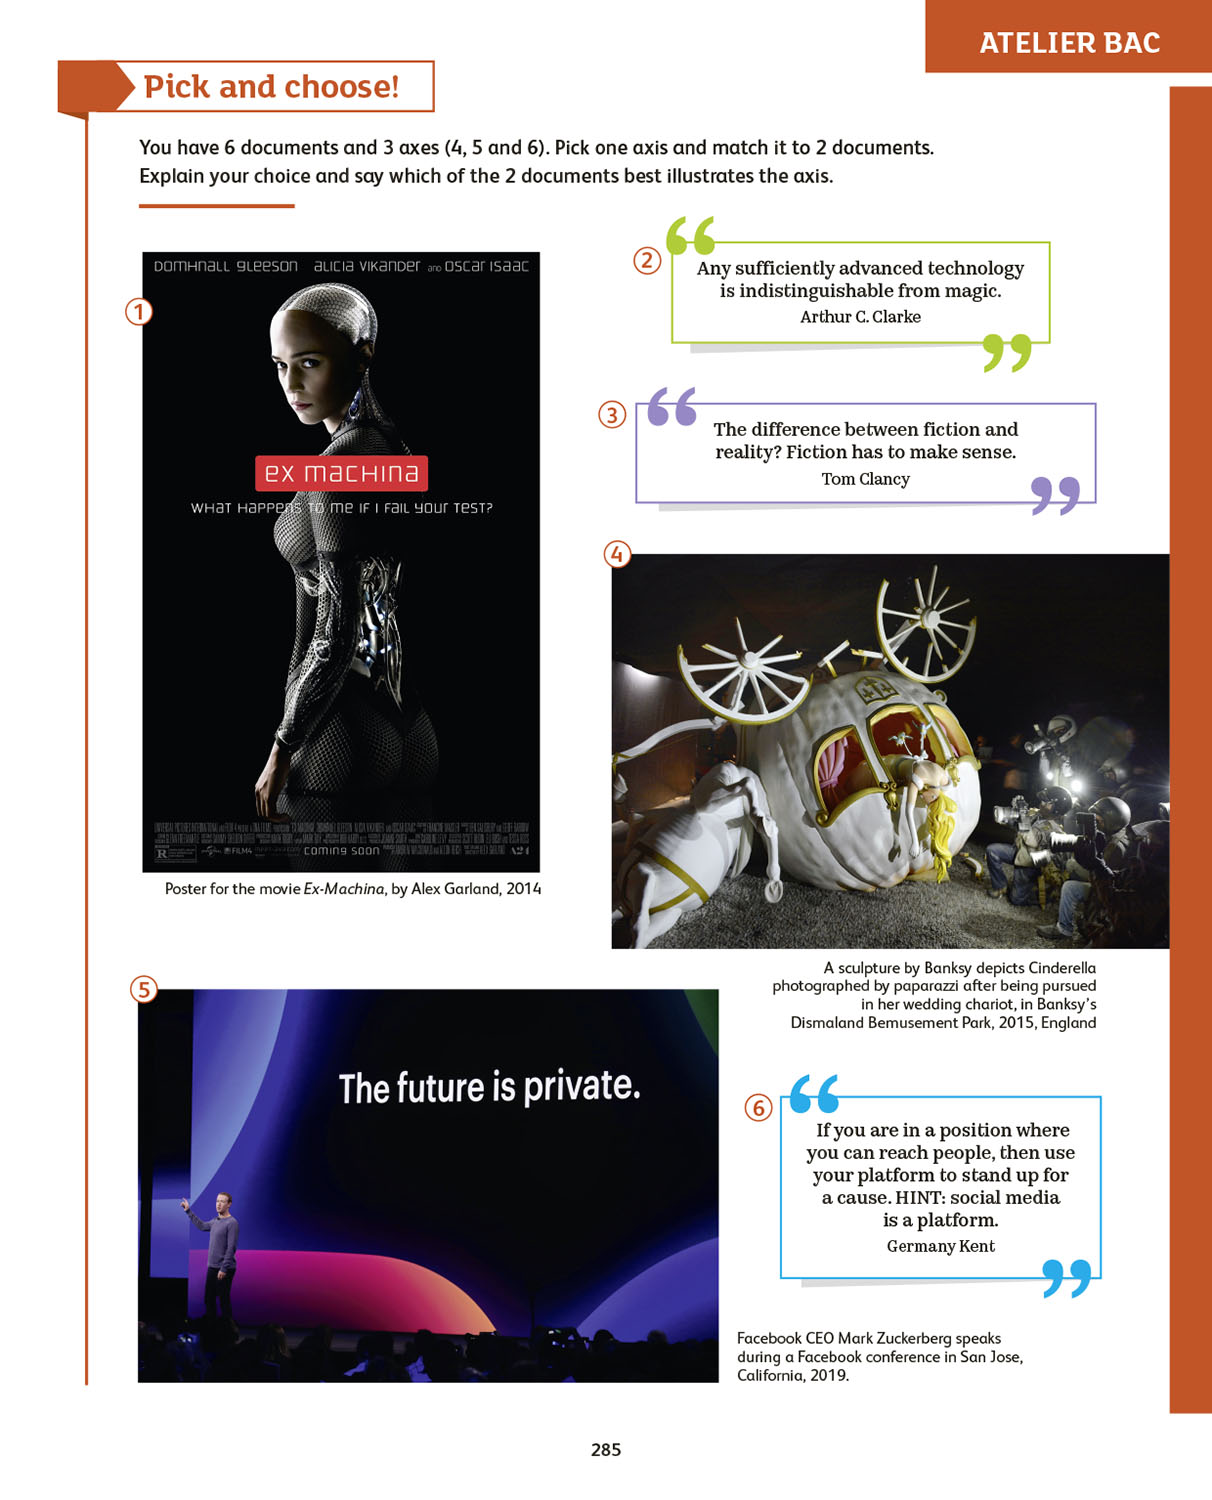 ATELIER BAC
Pick and choose!
You have 6 documents and 3 axes (4, 5 and 6). Pick one axis and match it to 2 documents.
Explain your choice and say which of the 2 documents best illustrates the axis.
1
DOMHNALL GLEESON ALICIA VIKANDER AND OSCAR ISAAC
EX MACHINA
WHAT HAPPENS TO ME IF I FAIL YOUR TEST?
R
FILM4
COMING SOON
A24
Poster for the movie Ex-Machina, by Alex Garland, 2014
2
“
Any sufficiently advanced technology
is indistinguishable from magic.
Arthur C. Clarke
”
3
“
The difference between fiction and
reality? Fiction has to make sense.
Tom Clancy
”
4
A sculpture by Banksy depicts Cinderella
photographed by paparazzi after being pursued
in her wedding chariot, in Banksy’s
Dismaland Bemusement Park, 2015, England
5
The future is private.
6
“
If you are in a position where
you can reach people, then use
your platform to stand up for
a cause. HINT: social media
is a platform.
Germany Kent
”
Facebook CEO Mark Zuckerberg speaks
during a Facebook conference in San Jose,
California, 2019.
285